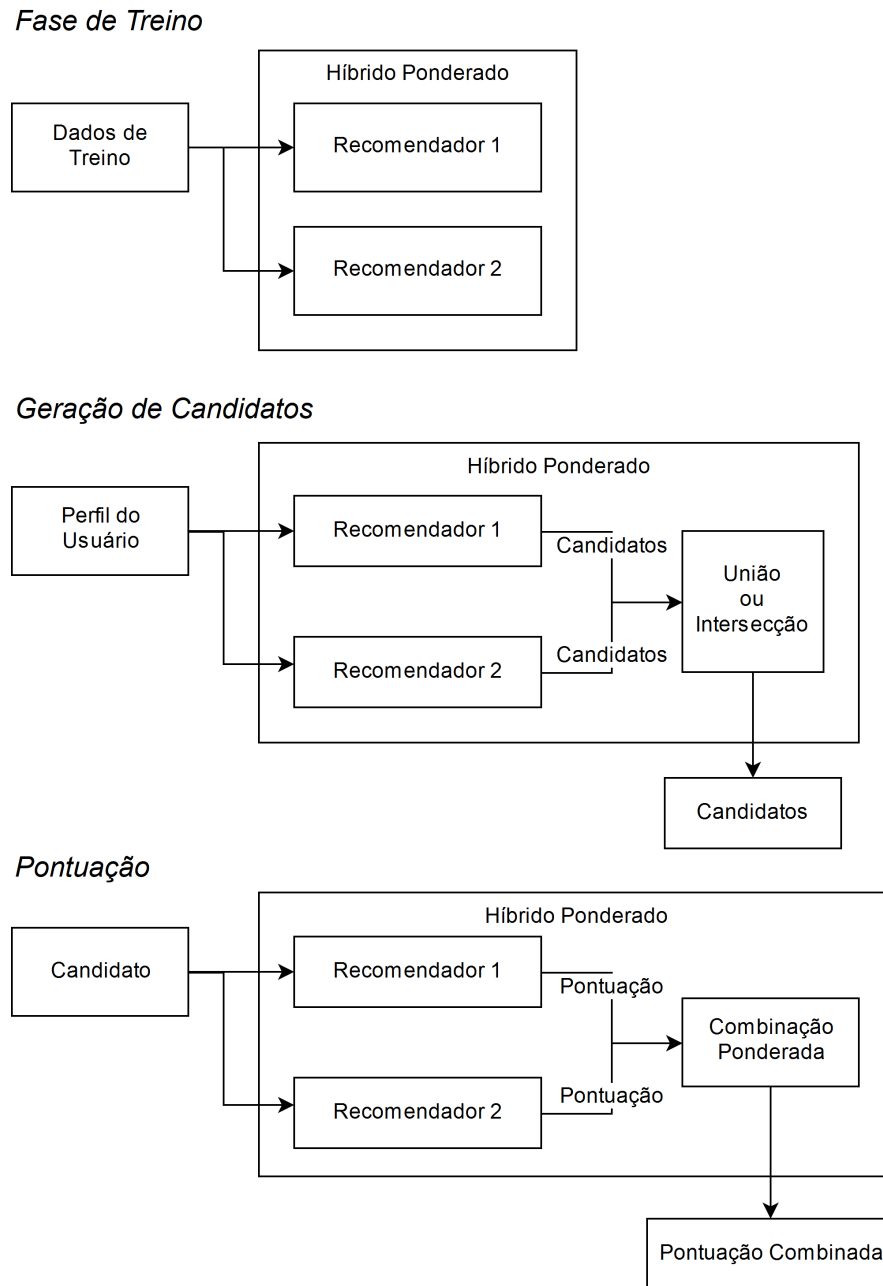 Fase de Treino
Híbrido Ponderado
Dados de
Treino
Recomendador 1
Recomendador 2
Geração de Candidatos
Híbrido Ponderado
Perfil do
Usuário
Recomendador 1
Candidatos
União
ou
Intersecção
Candidatos
Recomendador 2
Candidatos
Pontuação
Híbrido Ponderado
Candidato
Recomendador 1
Pontuação
Combinação
Ponderada
Pontuação
Recomendador 2
Pontuação Combinada